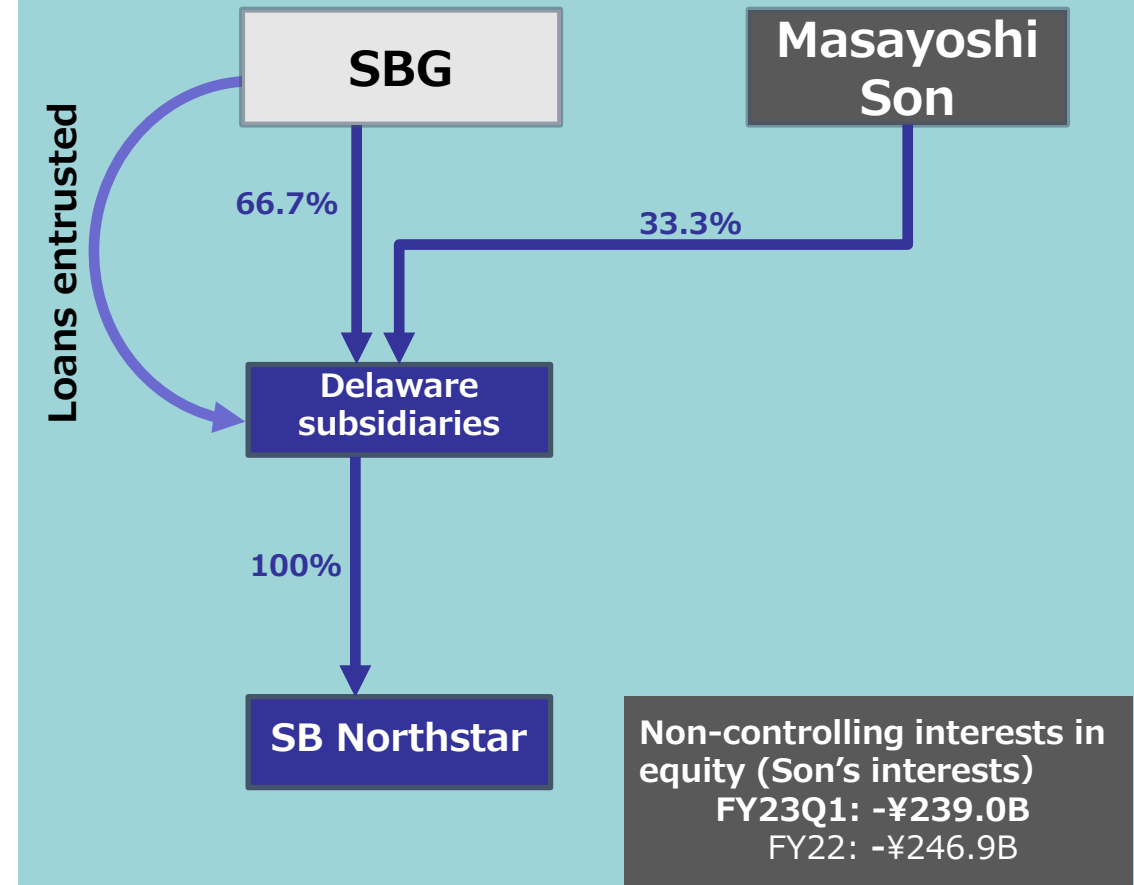 SBG
Masayoshi
Son
Loans entrusted
66.7%
33.3%
Delaware
subsidiaries
100%
SB Northstar
Non-controlling interests in
equity (Son’s interests）
FY23Q1: -¥239.0B
FY22: -¥246.9B